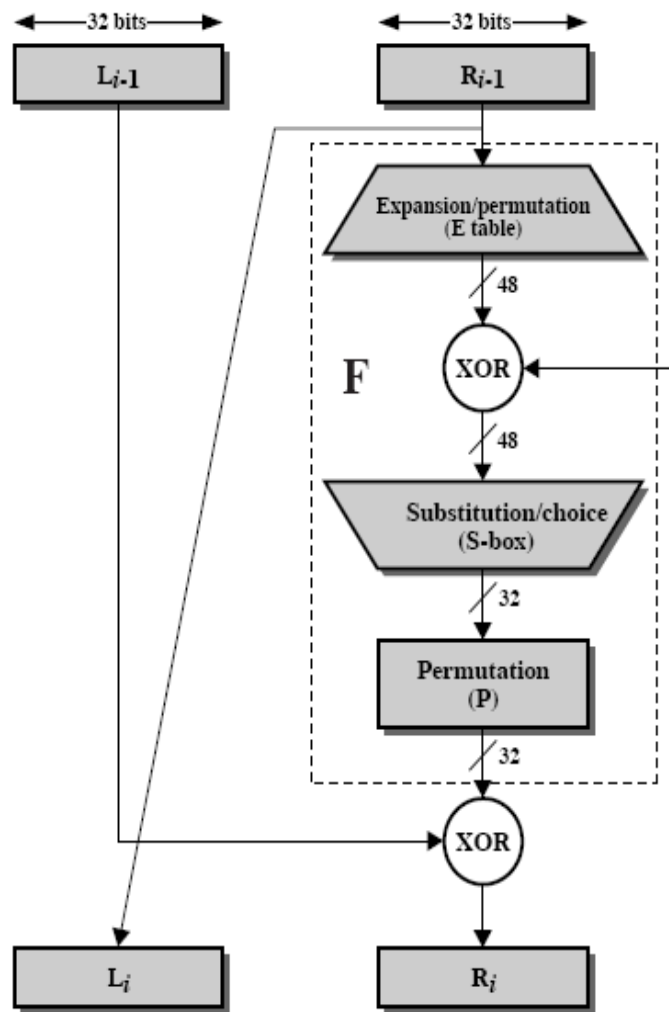 32 bits
32 bits
Li-1
Ri-1
Expansion/permutation
(E table)
48
F
XOR
48
Substitution/choice
(S-box)
32
Permutation
(P)
32
XOR
Li
Ri